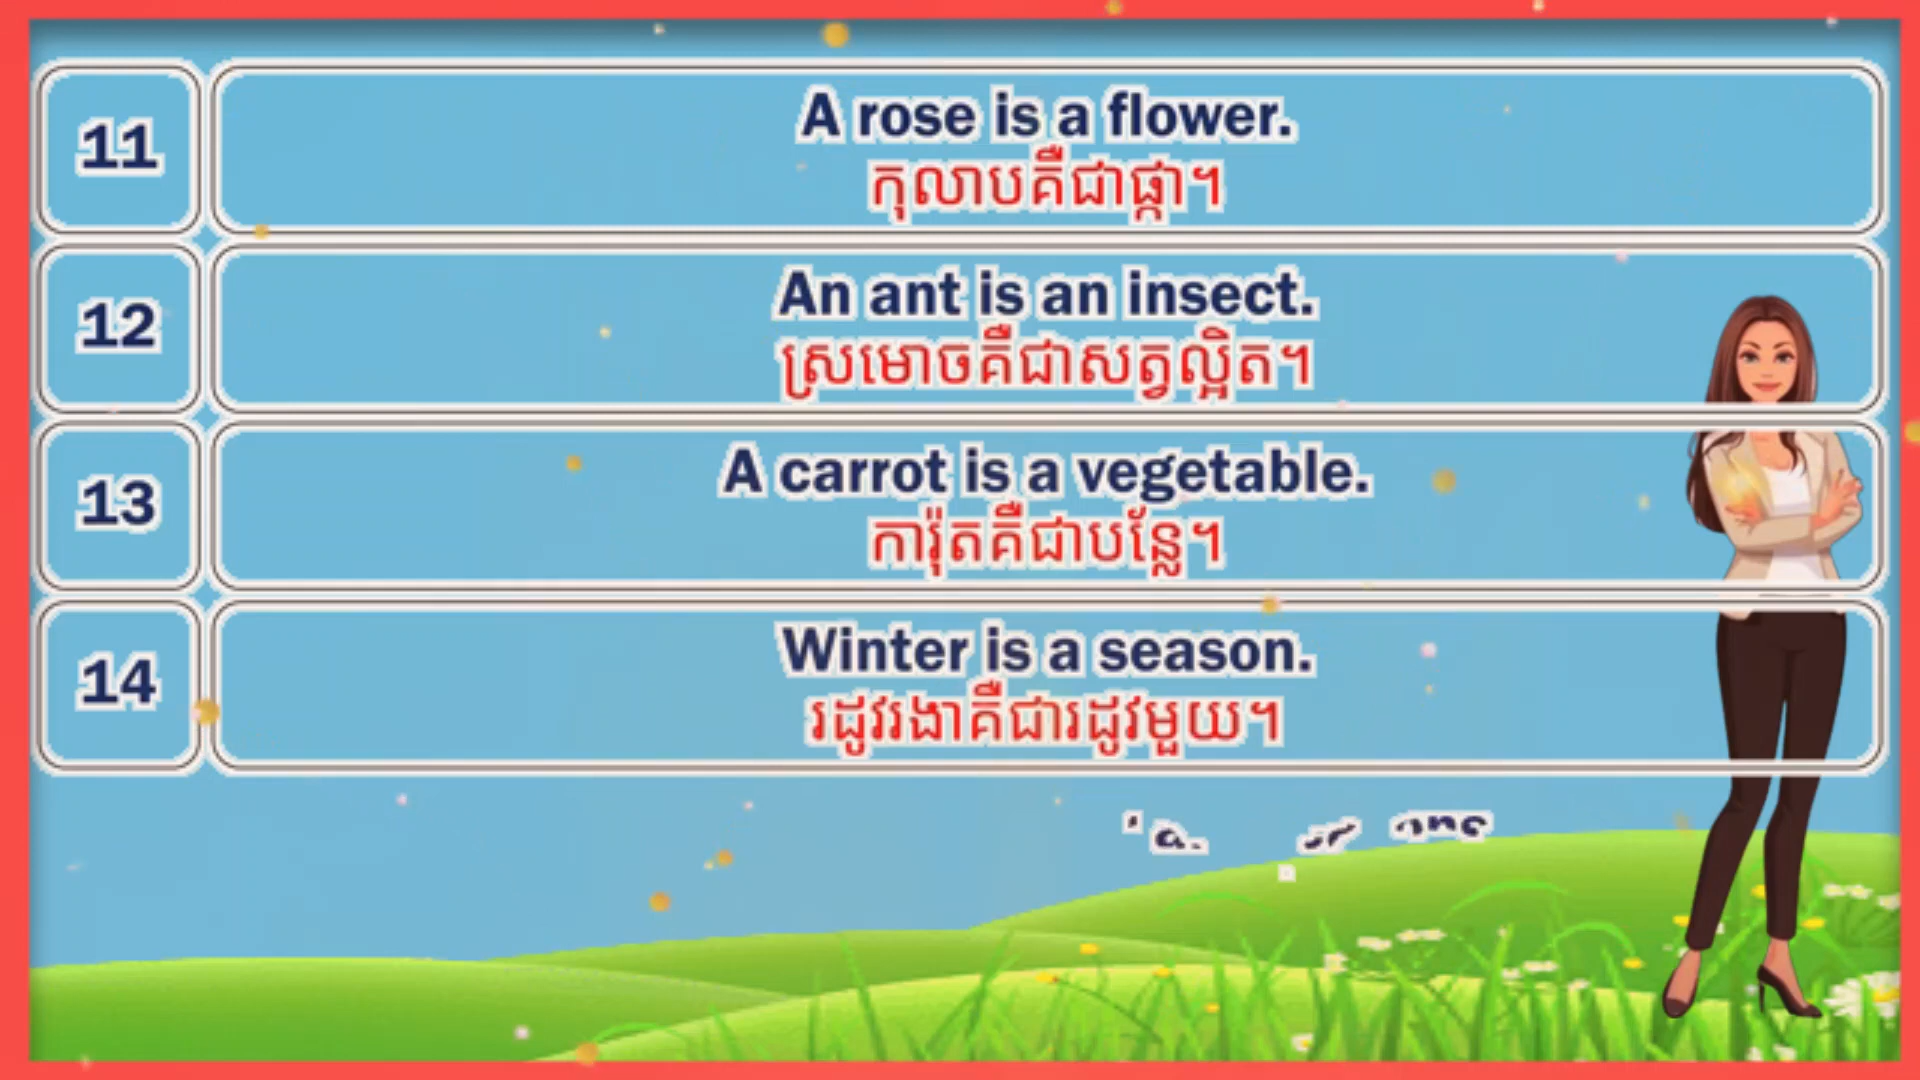 11
A rose is a flower.
កុលាបគឺជាផ្កា។
12
An ant is an insect.
ស្រមោចគឺជាសត្វល្អិត។
13
A carrot is a vegetable.
ការ៉ុតគឺជាបន្លែ។
14
Winter is a season.
រដូវរងាគឺជារដូវមួយ។